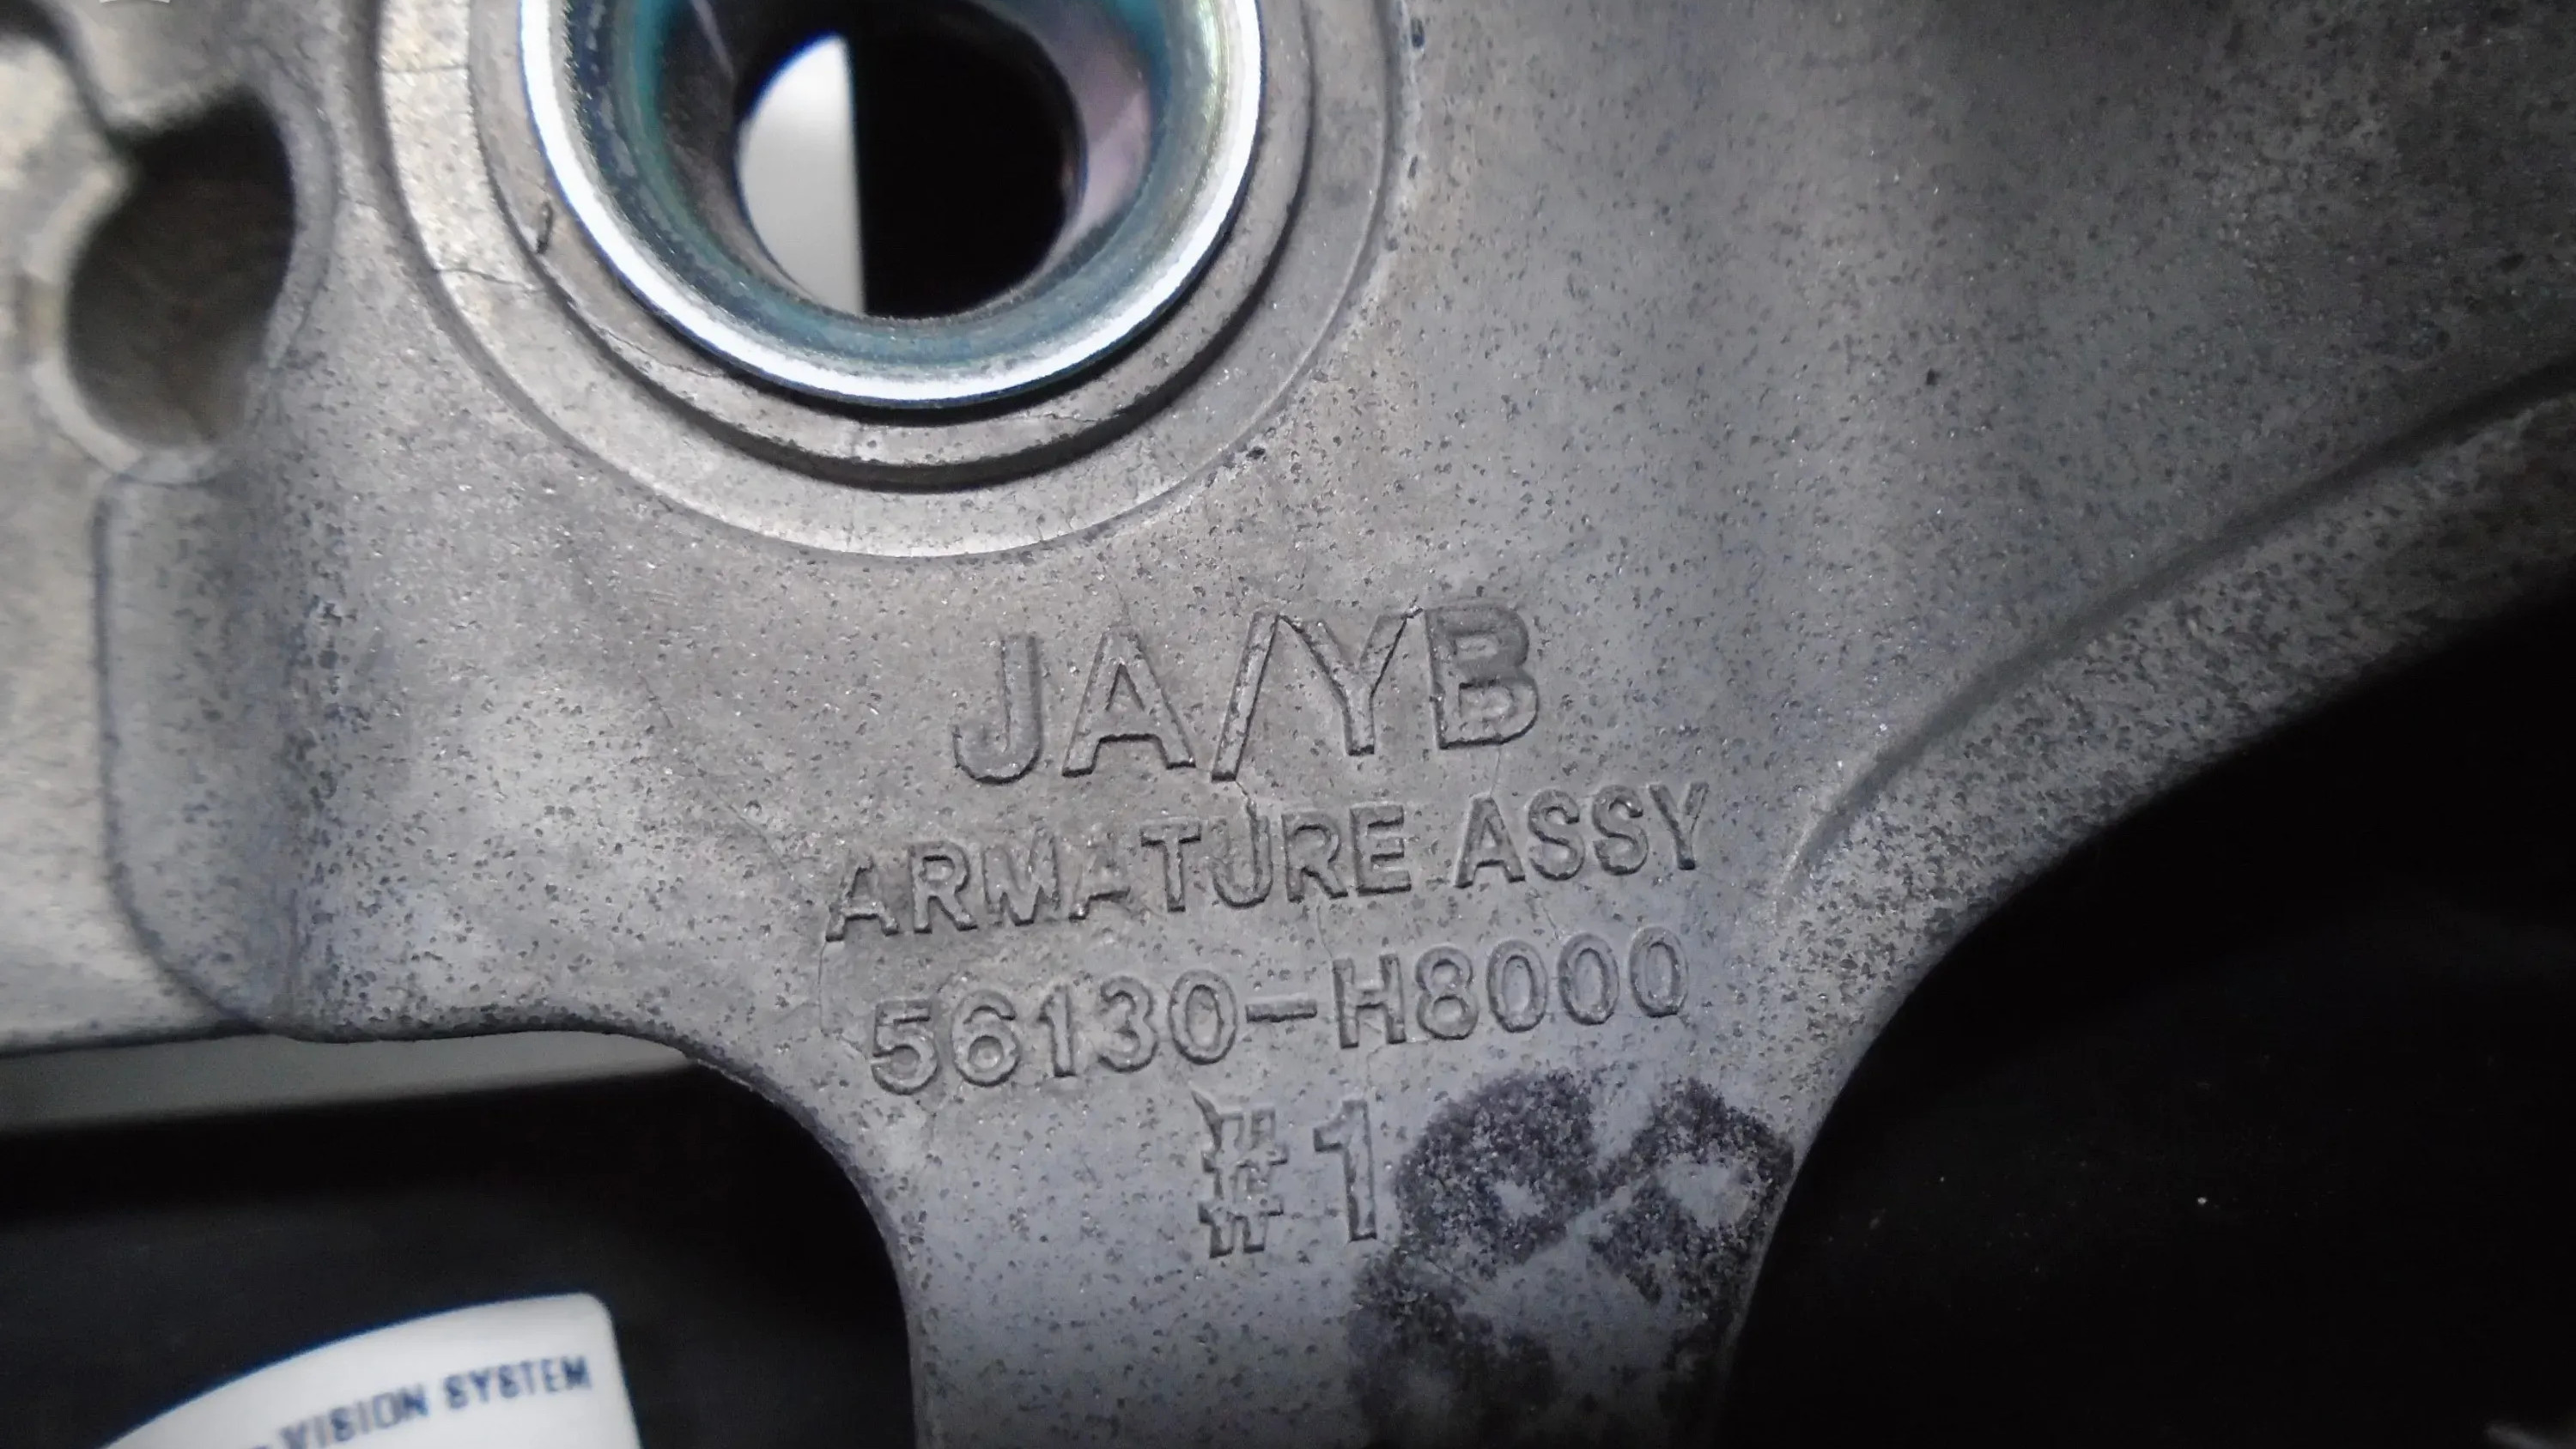 JA/YB
ARMATURE ASSY
56130-H8000
#1
VISION SYSTEM